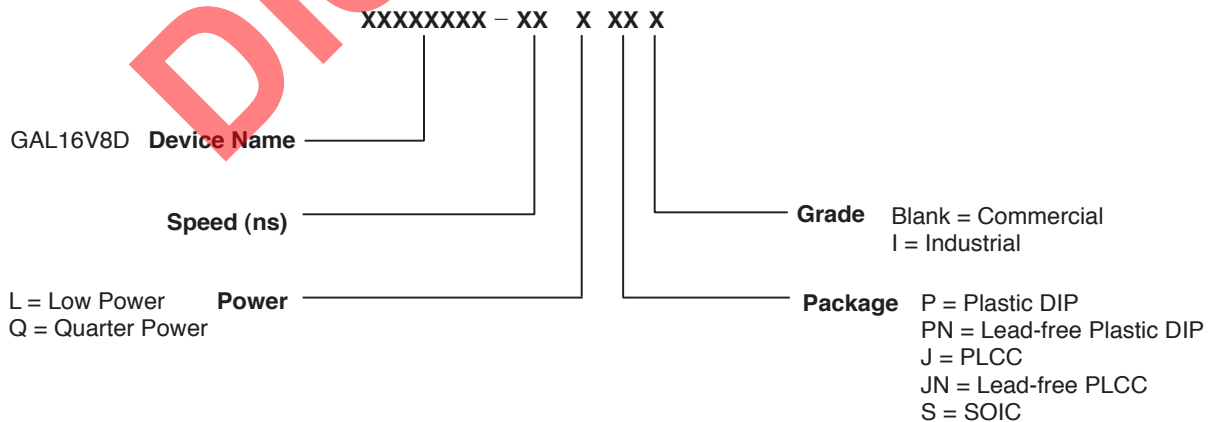 XXXXXXXX – XX X XX X
GAL16V8D Device Name
Speed (ns)
Grade Blank = Commercial
I = Industrial
L = Low Power Power
Q = Quarter Power
Package P = Plastic DIP
PN = Lead-free Plastic DIP
J = PLCC
JN = Lead-free PLCC
S = SOIC